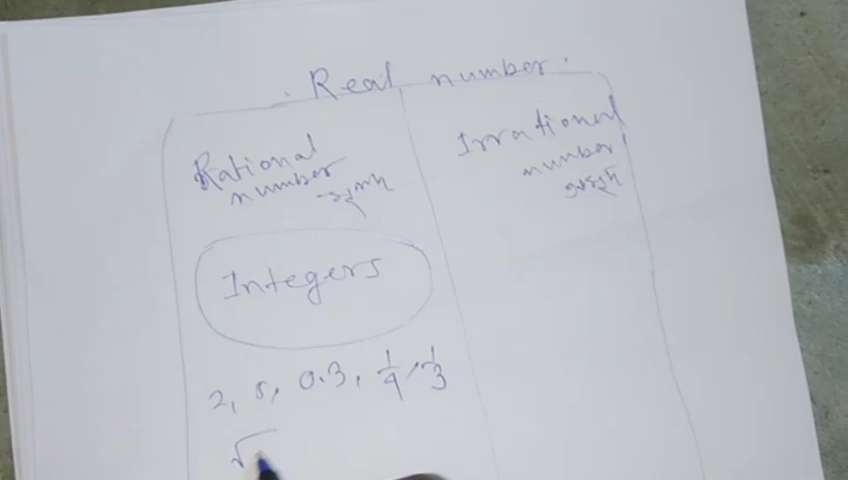 Real number.
Rational
number
Irrational
number
Integers
2, 5, 0.3, 1/4, 1/3
√